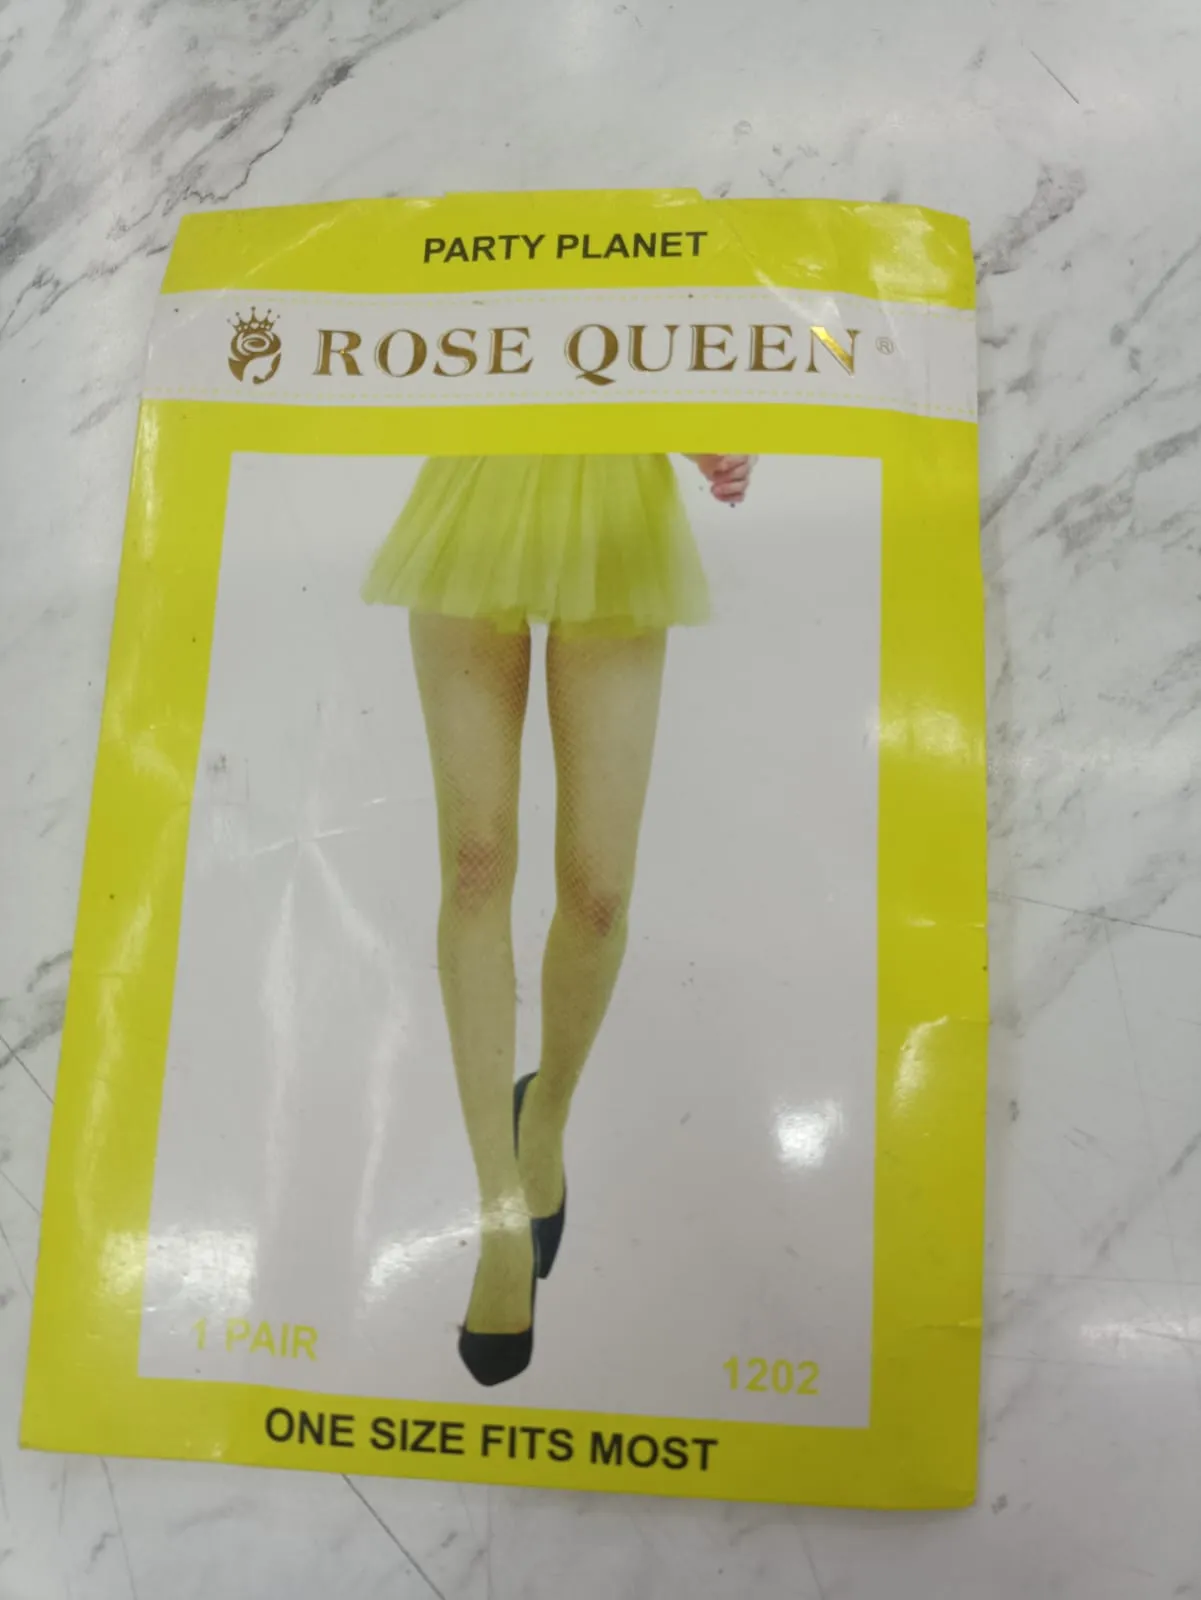 PARTY PLANET
ROSE QUEEN®
1 PAIR
1202
ONE SIZE FITS MOST